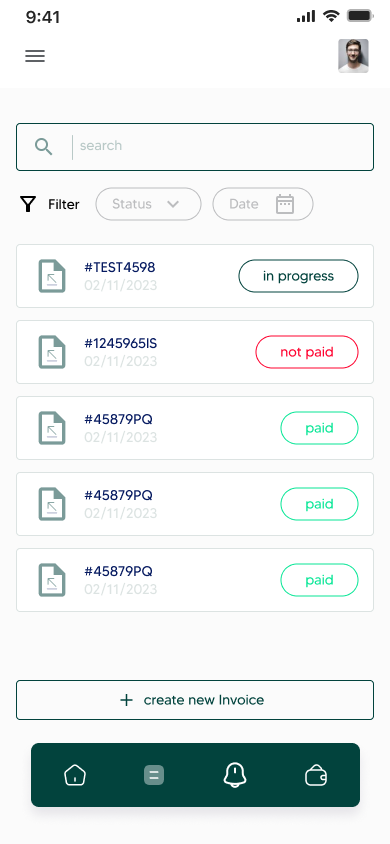 9:41
search
Filter
Status
Date
#TEST4598
02/11/2023
in progress
#1245965IS
02/11/2023
not paid
#45879PQ
02/11/2023
paid
#45879PQ
02/11/2023
paid
#45879PQ
02/11/2023
paid
create new Invoice